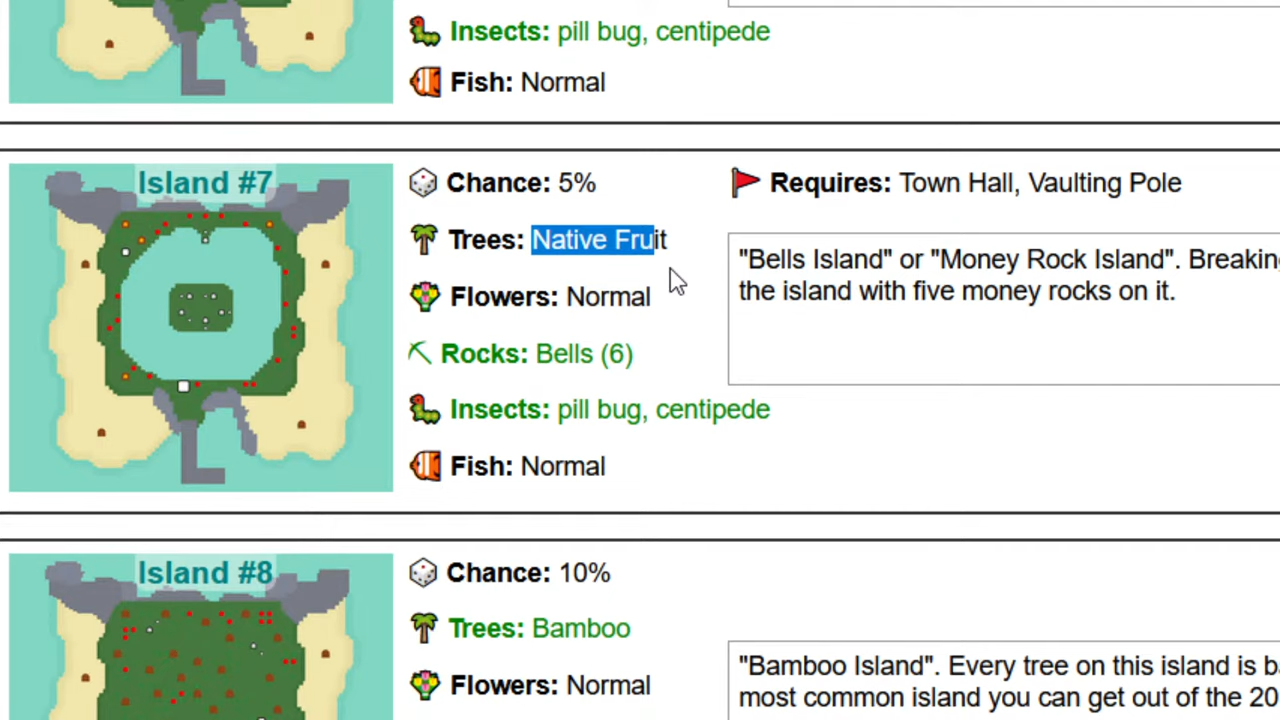 Insects: pill bug, centipede
Fish: Normal
Island #7
Chance: 5%
Requires: Town Hall, Vaulting Pole
Trees: Native Fruit
"Bells Island" or "Money Rock Island". Breaking
the island with five money rocks on it.
Flowers: Normal
Rocks: Bells (6)
Insects: pill bug, centipede
Fish: Normal
Island #8
Chance: 10%
Trees: Bamboo
"Bamboo Island". Every tree on this island is
most common island you can get out of the 20
Flowers: Normal